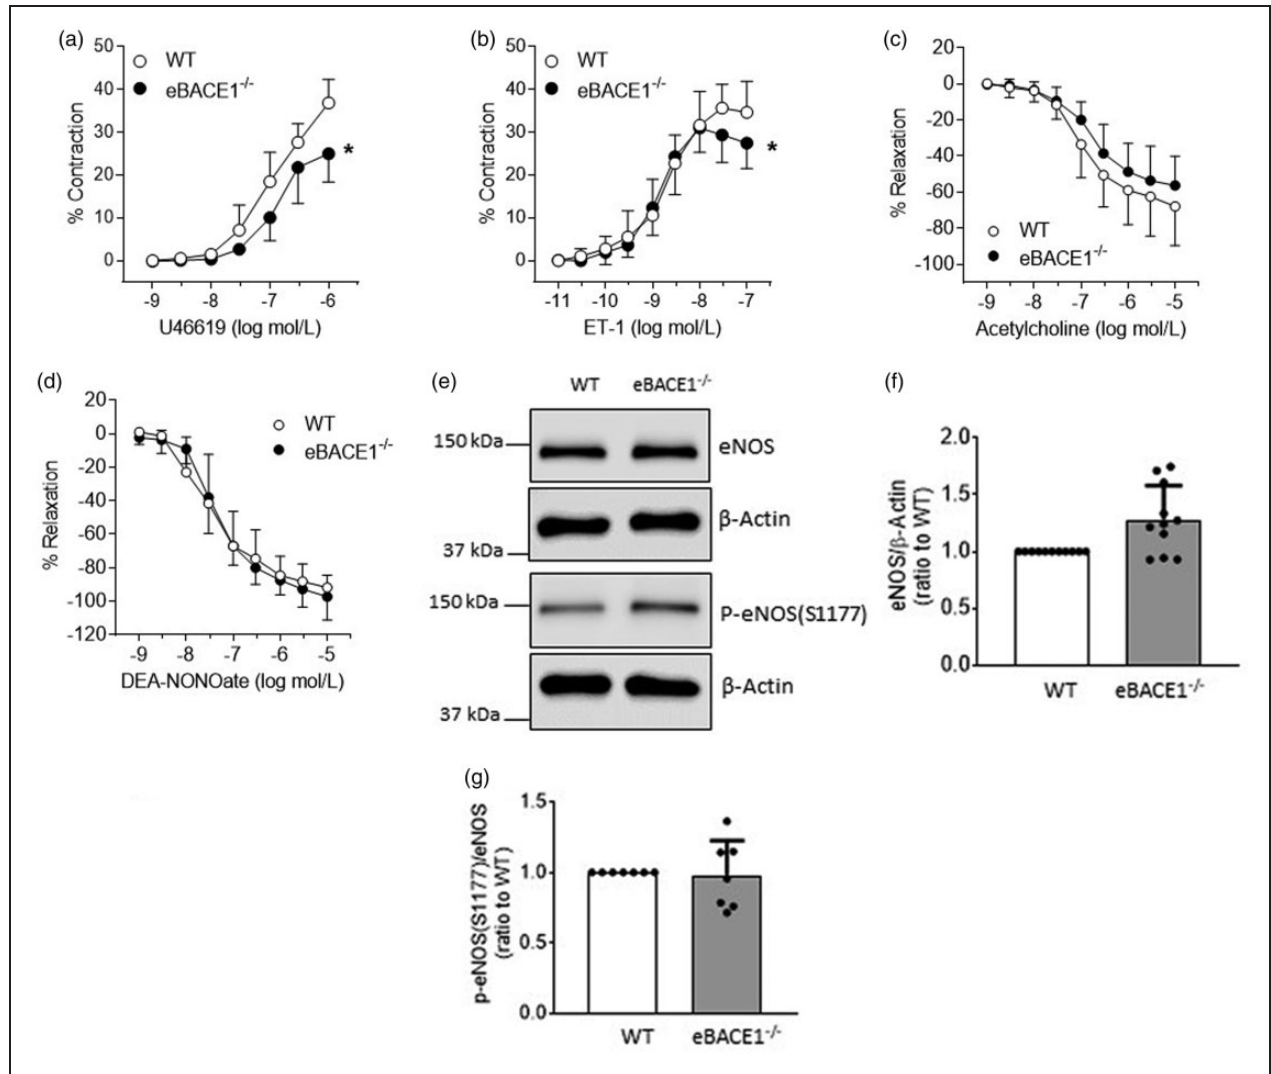 (a)
50
40
30
20
10
0
% Contraction
WT
eBACE1-/-
*
-9 -8 -7 -6
U46619 (log mol/L)
(b)
50
40
30
20
10
0
% Contraction
WT
eBACE1-/-
*
-11 -10 -9 -8 -7
ET-1 (log mol/L)
(c)
20
0
-20
-40
-60
-80
-100
% Relaxation
WT
eBACE1-/-
-9 -8 -7 -6 -5
Acetylcholine (log mol/L)
(d)
20
0
-20
-40
-60
-80
-100
-120
% Relaxation
WT
eBACE1-/-
-9 -8 -7 -6 -5
DEA-NONOate (log mol/L)
(e)
WT eBACE1-/-
150 kDa
eNOS
β-Actin
37 kDa
150 kDa
P-eNOS(S1177)
β-Actin
37 kDa
(f)
2.0
1.5
1.0
0.5
0.0
eNOS/β-Actin
(ratio to WT)
WT eBACE1-/-
(g)
1.5
1.0
0.5
0.0
p-eNOS(S1177)/eNOS
(ratio to WT)
WT eBACE1-/-